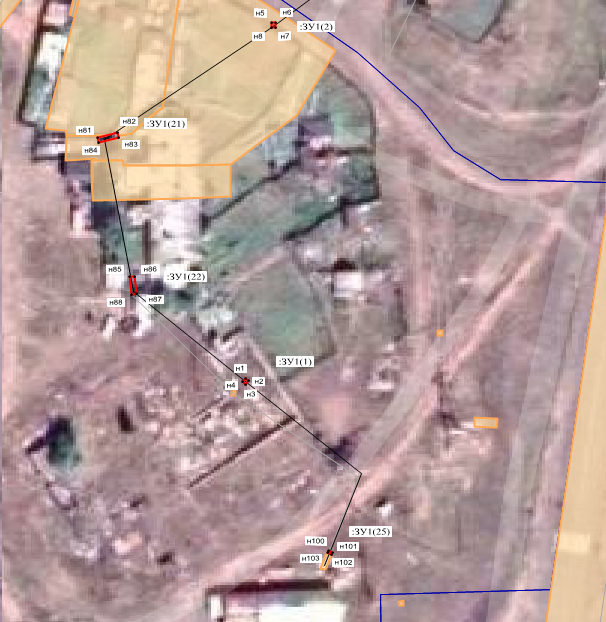 н5 н6
:ЗУ1(2)
н8 н7
н82
:ЗУ1(21)
н81
н84 н83
н85 н86
:ЗУ1(22)
н88 н87
:ЗУ1(1)
н1
н4 н2
н3
:ЗУ1(25)
н100 н101
н103 н102